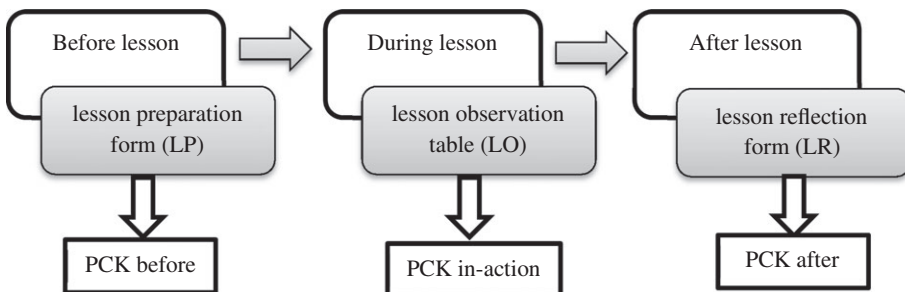 Before lesson
lesson preparation
form (LP)
PCK before
During lesson
lesson observation
table (LO)
PCK in-action
After lesson
lesson reflection
form (LR)
PCK after